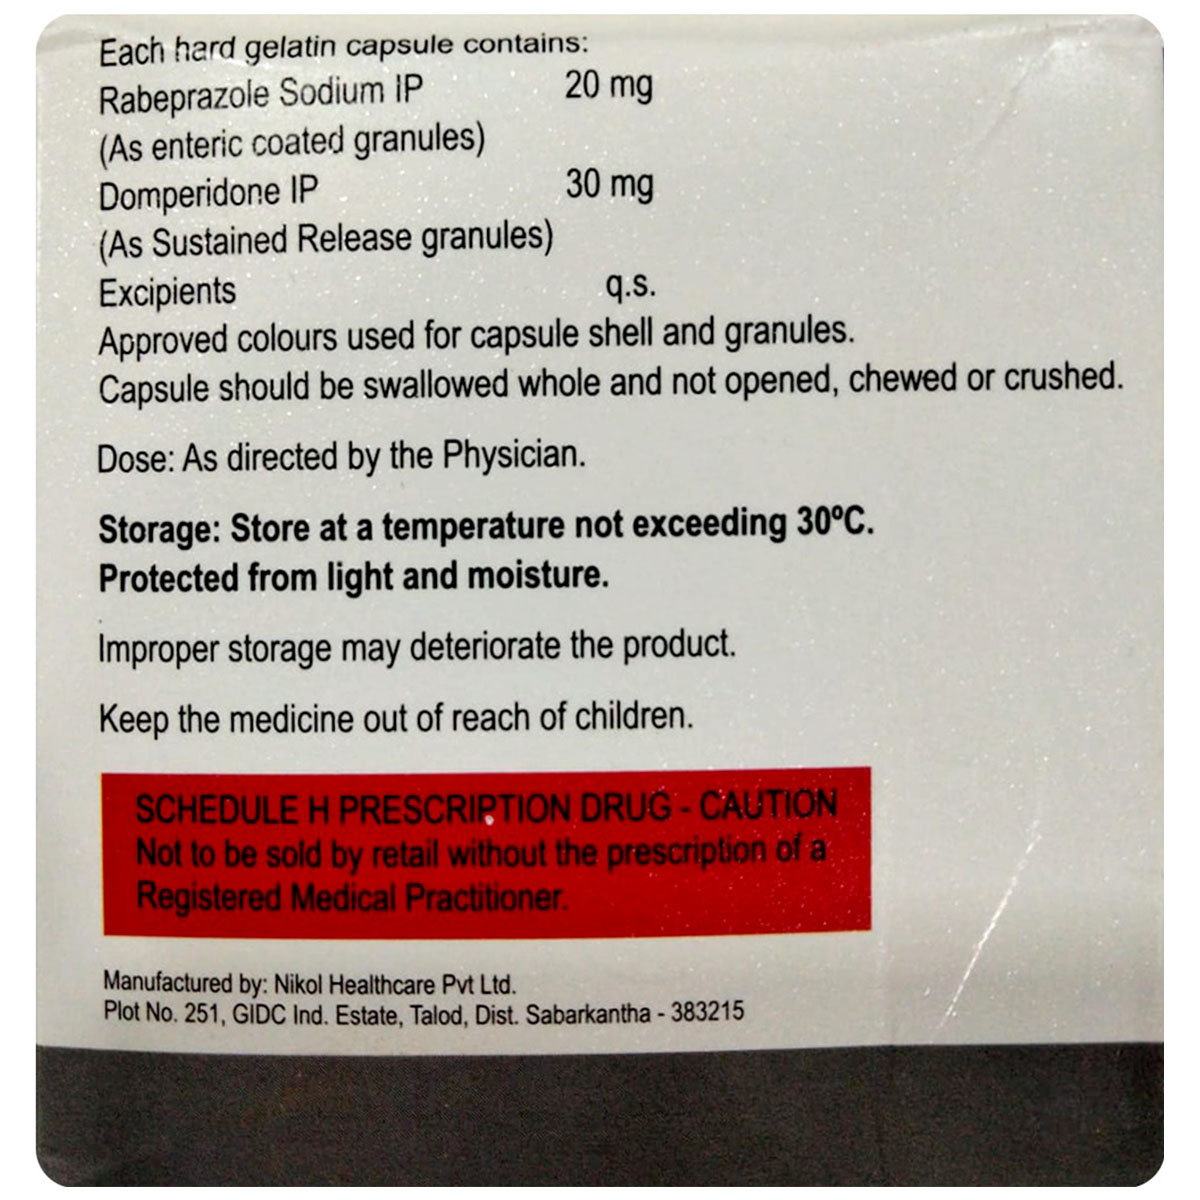 Each hard gelatin capsule contains:
Rabeprazole Sodium IP 20 mg
(As enteric coated granules)
Domperidone IP 30 mg
(As Sustained Release granules)
Excipients q.s.
Approved colours used for capsule shell and granules.
Capsule should be swallowed whole and not opened, chewed or crushed.
Dose: As directed by the Physician.
Storage: Store at a temperature not exceeding 30ºC.
Protected from light and moisture.
Improper storage may deteriorate the product.
Keep the medicine out of reach of children.
SCHEDULE H PRESCRIPTION DRUG - CAUTION
Not to be sold by retail without the prescription of a
Registered Medical Practitioner.
Manufactured by: Nikol Healthcare Pvt Ltd.
Plot No. 251, GIDC Ind. Estate, Talod, Dist. Sabarkantha - 383215